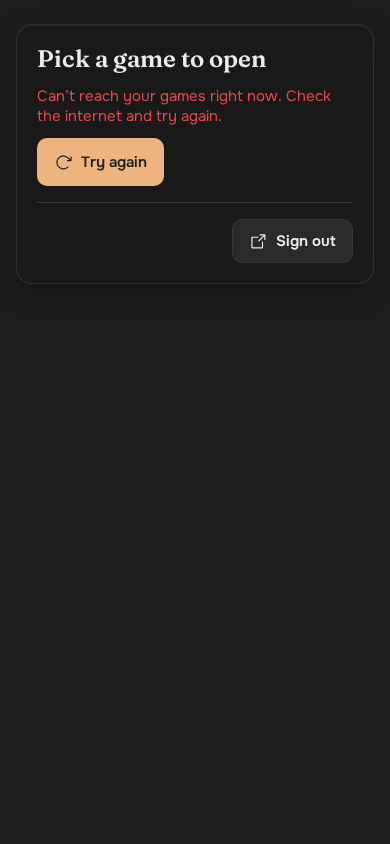 Pick a game to open
Can’t reach your games right now. Check
the internet and try again.
Try again
Sign out